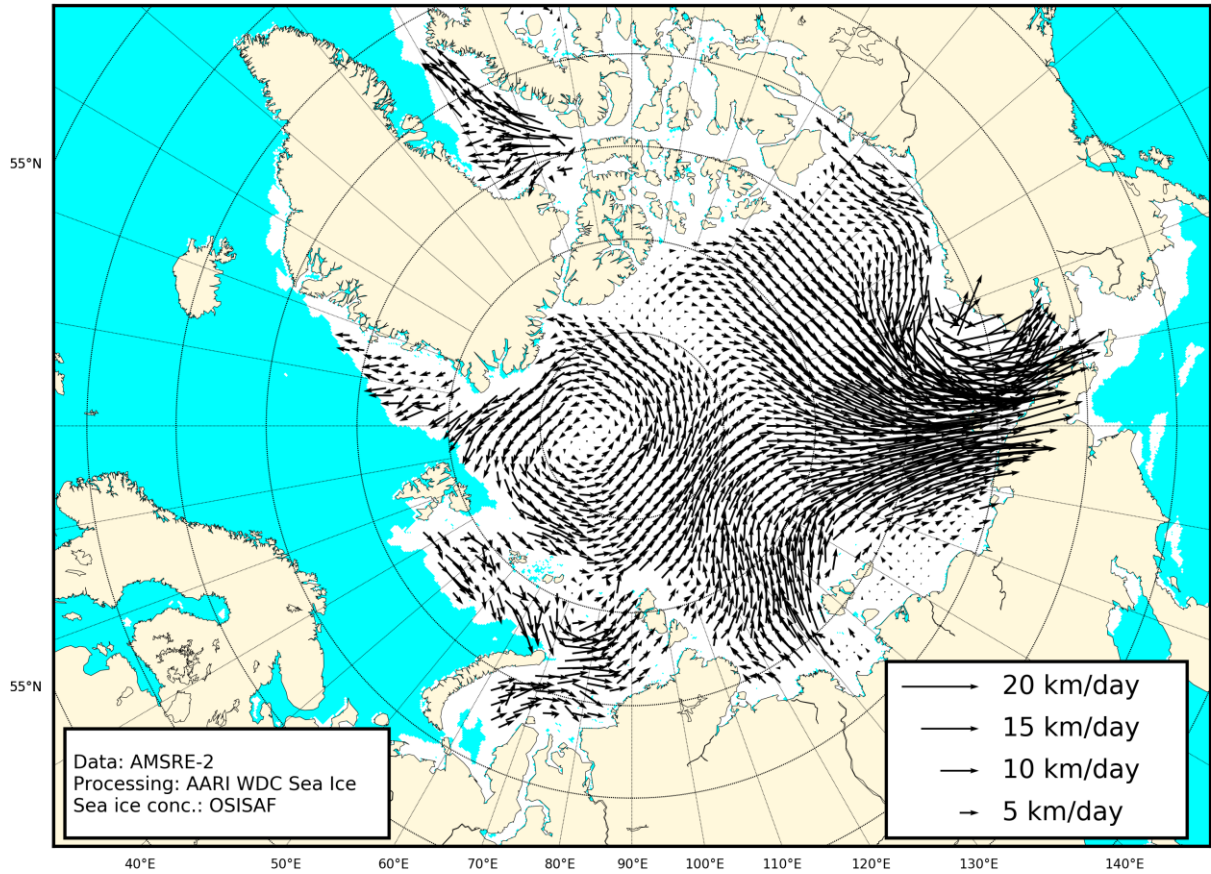 55°N
55°N
Data: AMSRE-2
Processing: AARI WDC Sea Ice
Sea ice conc.: OSISAF
20 km/day
15 km/day
10 km/day
5 km/day
40°E 50°E 60°E 70°E 80°E 90°E 100°E 110°E 120°E 130°E 140°E